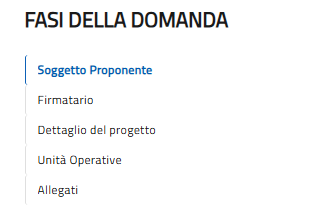 FASI DELLA DOMANDA
Soggetto Proponente
Firmatario
Dettaglio del progetto
Unità Operative
Allegati